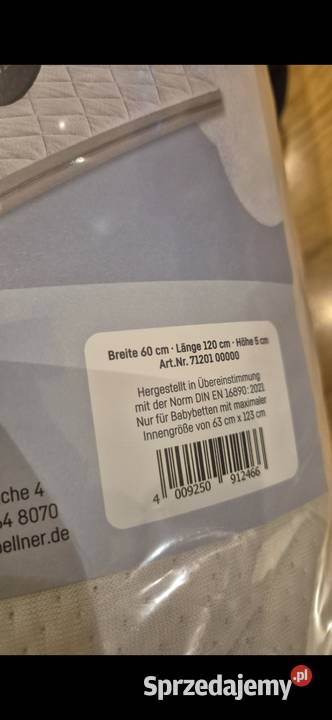 Breite 60 cm · Länge 120 cm · Höhe 5 cm
Art.Nr. 71201 00000
Hergestellt in Übereinstimmung
mit der Norm DIN EN 16890:2021
Nur für Babybetten mit maximaler
Innengröße von 63 cm x 123 cm
4 009250 912466
che 4
64 8070
ellner.de
Sprzedajemy.pl